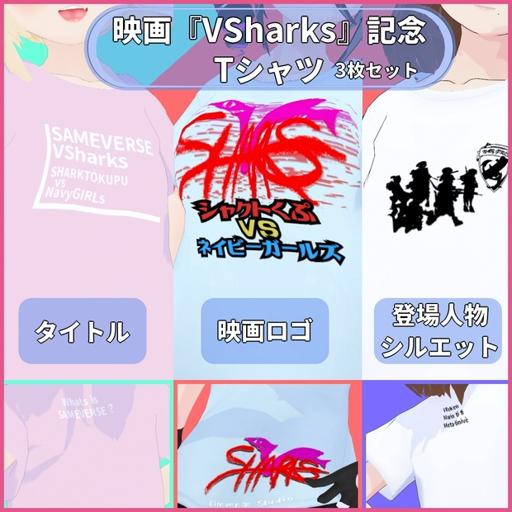 映画『VSharks』記念
Tシャツ 3枚セット
SAMEVERSE
VSharks
SHARKTOKUPU
vs
NavyGIRLs
SHARKS
シャクトくぷ
VS
ネイビーガールズ
タイトル
映画ロゴ
登場人物
シルエット
Whats is
SAMEVERSE?
SHARKS
Studio